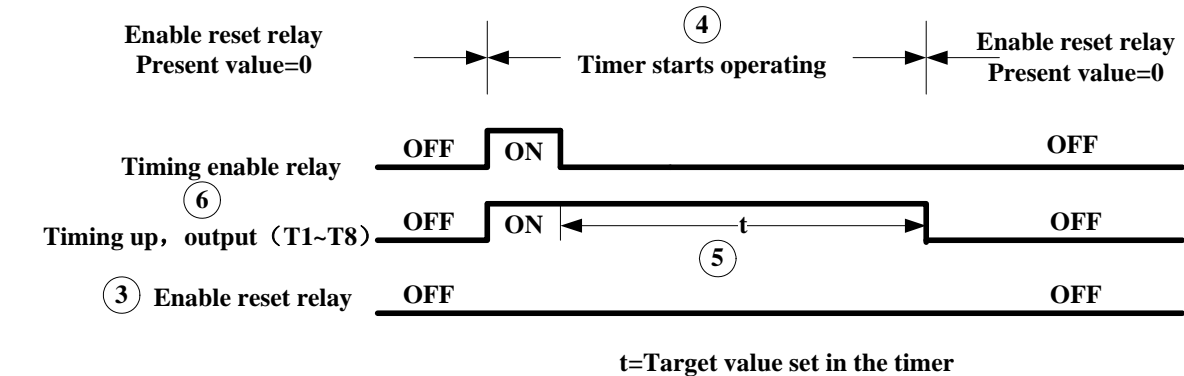 Enable reset relay
Present value=0
④
Timer starts operating
Enable reset relay
Present value=0
Timing enable relay
OFF
ON
OFF
⑥
Timing up，output（T1~T8）
OFF
ON
t
OFF
⑤
③ Enable reset relay
OFF
OFF
t=Target value set in the timer